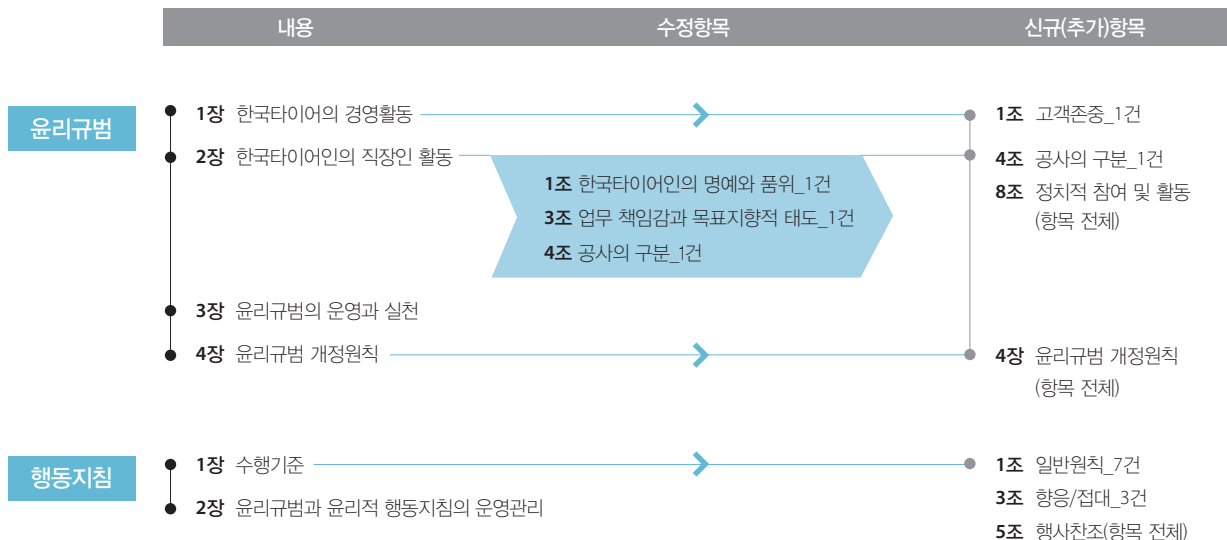 내용 수정항목 신규(추가)항목
윤리규범
1장 한국타이어의 경영활동
1조 고객존중_1건
2장 한국타이어인의 직장인 활동
4조 공사의 구분_1건
1조 한국타이어인의 명예와 품위_1건
8조 정치적 참여 및 활동
(항목 전체)
3조 업무 책임감과 목표지향적 태도_1건
4조 공사의 구분_1건
3장 윤리규범의 운영과 실천
4장 윤리규범 개정원칙
4장 윤리규범 개정원칙
(항목 전체)
행동지침
1장 수행기준
1조 일반원칙_7건
2장 윤리규범과 윤리적 행동지침의 운영관리
3조 향응/접대_3건
5조 행사찬조(항목 전체)